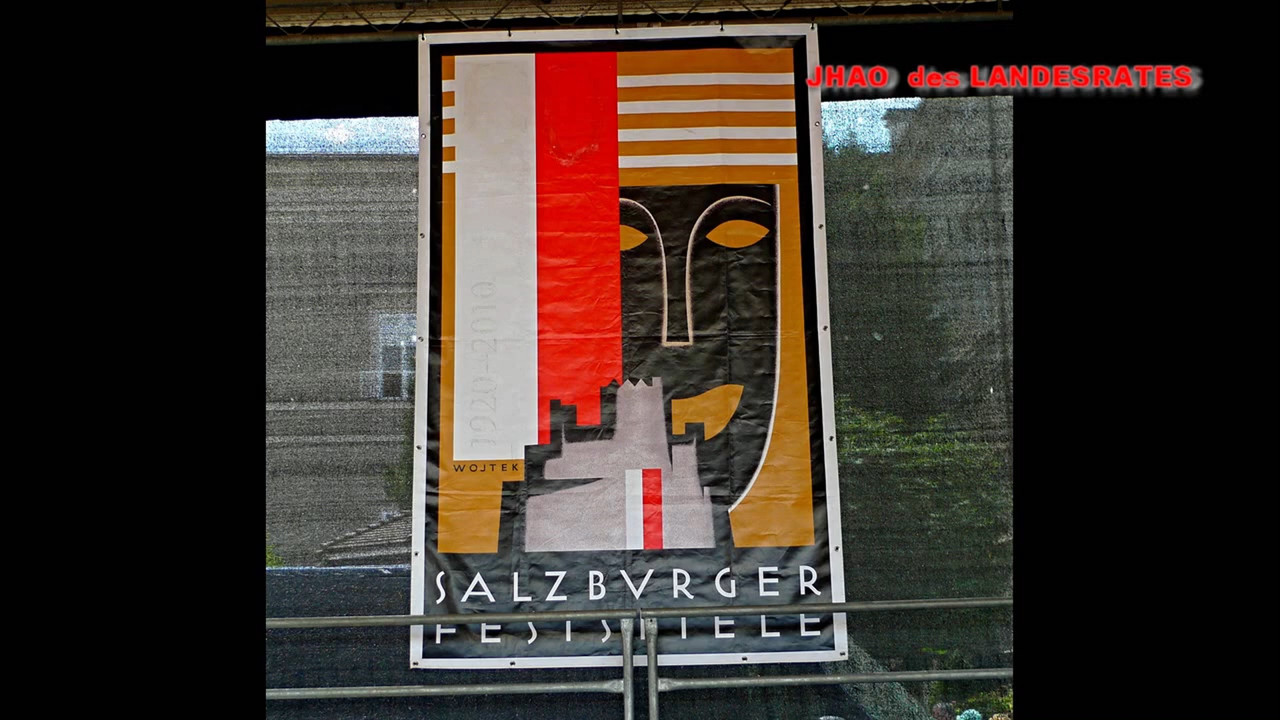 JHAO des LANDESRATES
1920-2010
WOJTEK
SALZBVRGER
FESTSPIELE